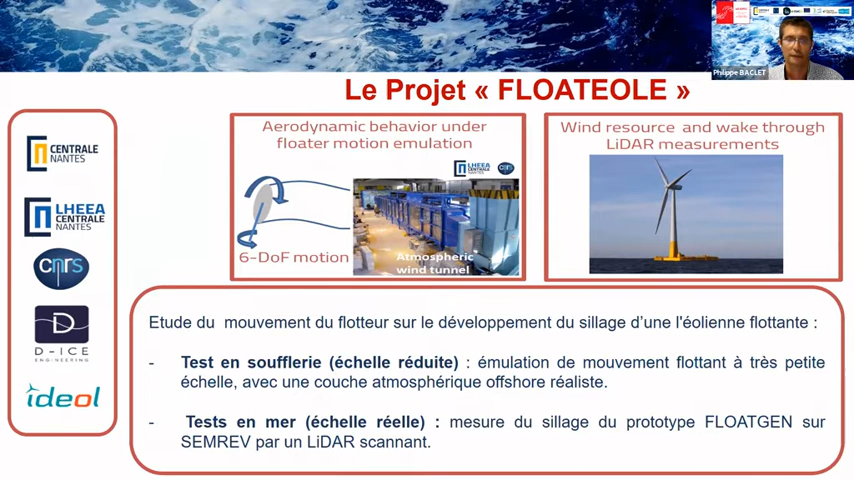 Philippe BACLET
Le Projet « FLOATEOLE »
CENTRALE
NANTES
LHEEA
CENTRALE
NANTES
cnrs
D
D-ICE
ENGINEERING
ideol
Aerodynamic behavior under
floater motion emulation
LHEEA
CENTRALE
NANTES
cnrs
6-DoF motion
Atmospheric
wind tunnel
Wind resource and wake through
LiDAR measurements
Etude du mouvement du flotteur sur le développement du sillage d'une l'éolienne flottante :
- Test en soufflerie (échelle réduite) : émulation de mouvement flottant à très petite
échelle, avec une couche atmosphérique offshore réaliste.
- Tests en mer (échelle réelle) : mesure du sillage du prototype FLOATGEN sur
SEMREV par un LiDAR scannant.